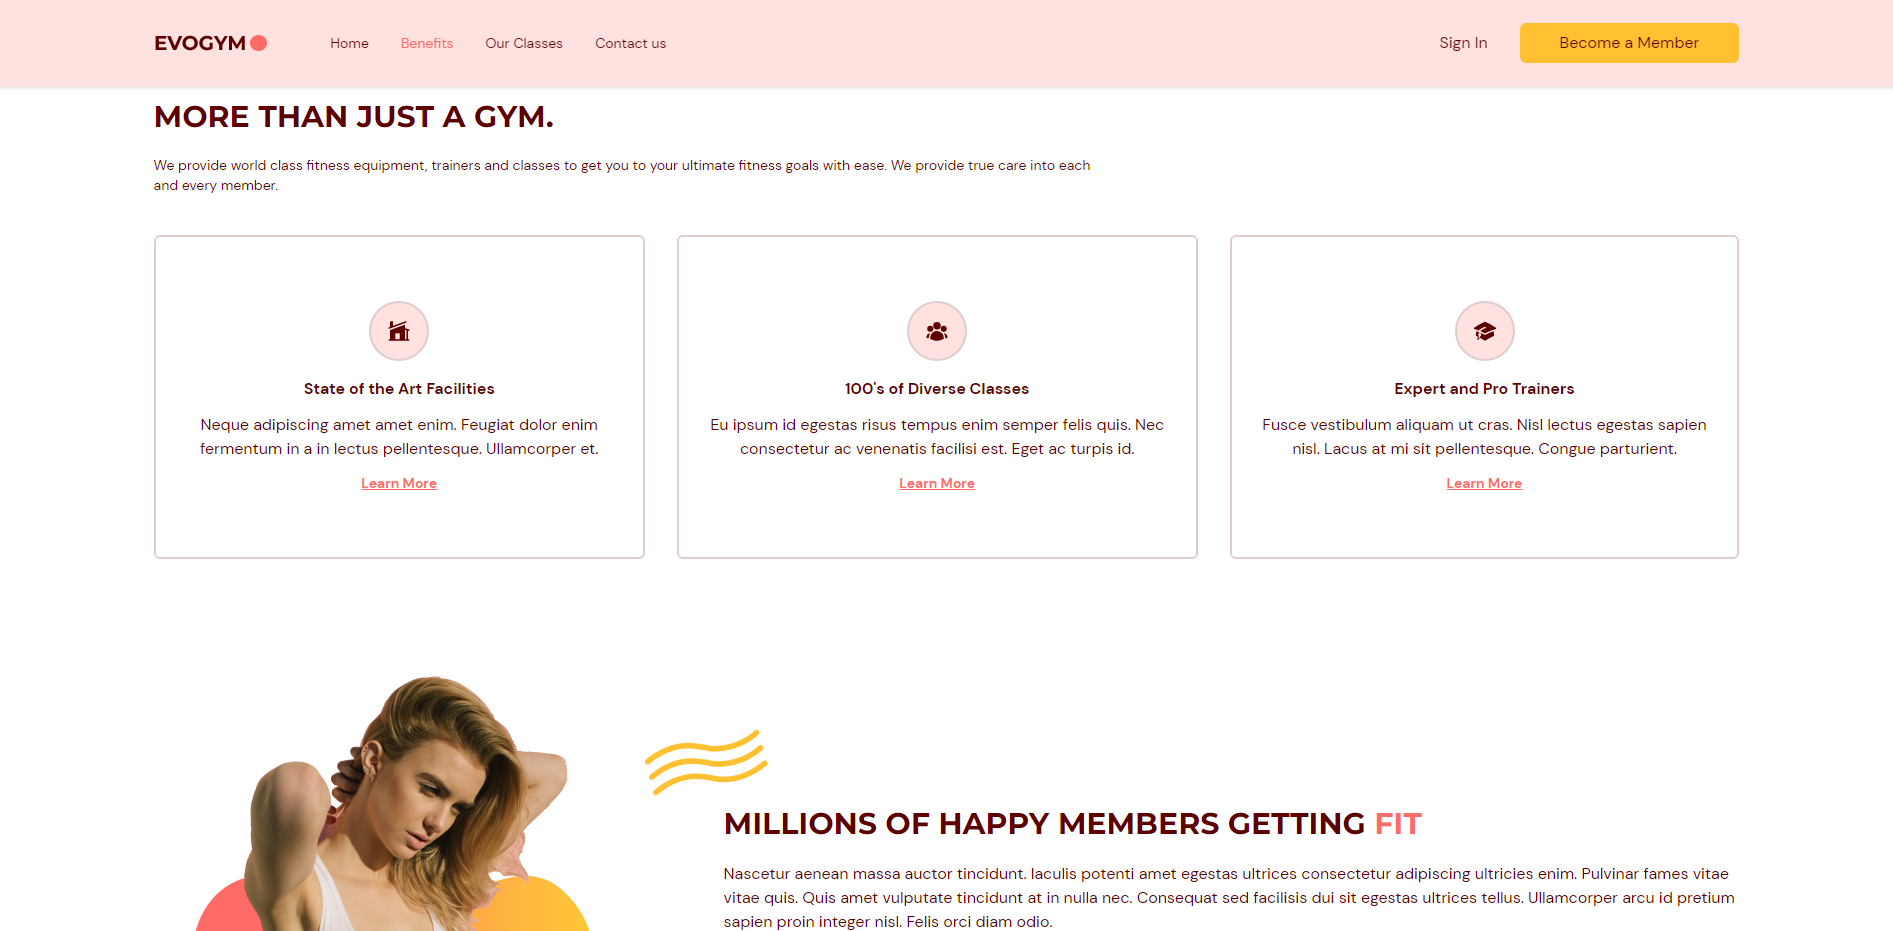 EVOGYM
Home Benefits Our Classes Contact us
Sign In Become a Member
MORE THAN JUST A GYM.
We provide world class fitness equipment, trainers and classes to get you to your ultimate fitness goals with ease. We provide true care into each
and every member.
State of the Art Facilities
Neque adipiscing amet amet enim. Feugiat dolor enim
fermentum in a in lectus pellentesque. Ullamcorper et.
Learn More
100's of Diverse Classes
Eu ipsum id egestas risus tempus enim semper felis quis. Nec
consectetur ac venenatis facilisi est. Eget ac turpis id.
Learn More
Expert and Pro Trainers
Fusce vestibulum aliquam ut cras. Nisl lectus egestas sapien
nisl. Lacus at mi sit pellentesque. Congue parturient.
Learn More
MILLIONS OF HAPPY MEMBERS GETTING FIT
Nascetur aenean massa auctor tincidunt. Iaculis potenti amet egestas ultrices consectetur adipiscing ultricies enim. Pulvinar fames vitae
vitae quis. Quis amet vulputate tincidunt at in nulla nec. Consequat sed facilisis dui sit egestas ultrices tellus. Ullamcorper arcu id pretium
sapien proin integer nisl. Felis orci diam odio.